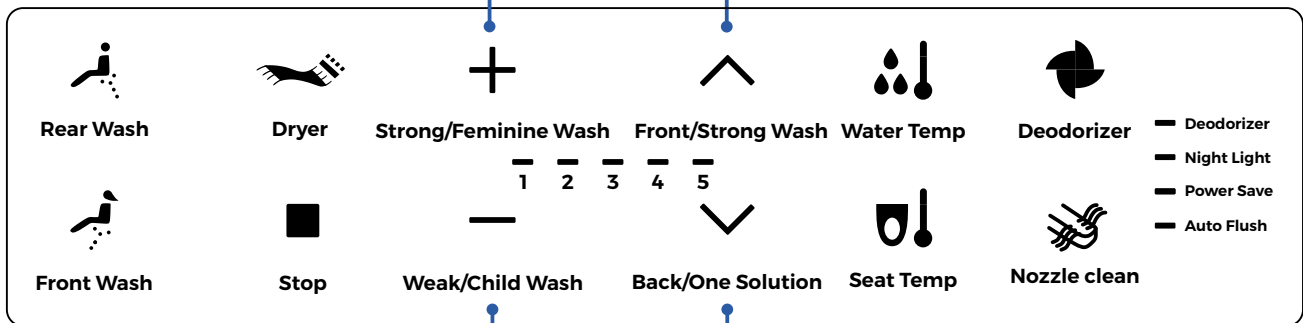 Rear Wash
Dryer
Strong/Feminine Wash
Front/Strong Wash
Water Temp
Deodorizer
1 2 3 4 5
Front Wash
Stop
Weak/Child Wash
Back/One Solution
Seat Temp
Nozzle clean
Deodorizer
Night Light
Power Save
Auto Flush